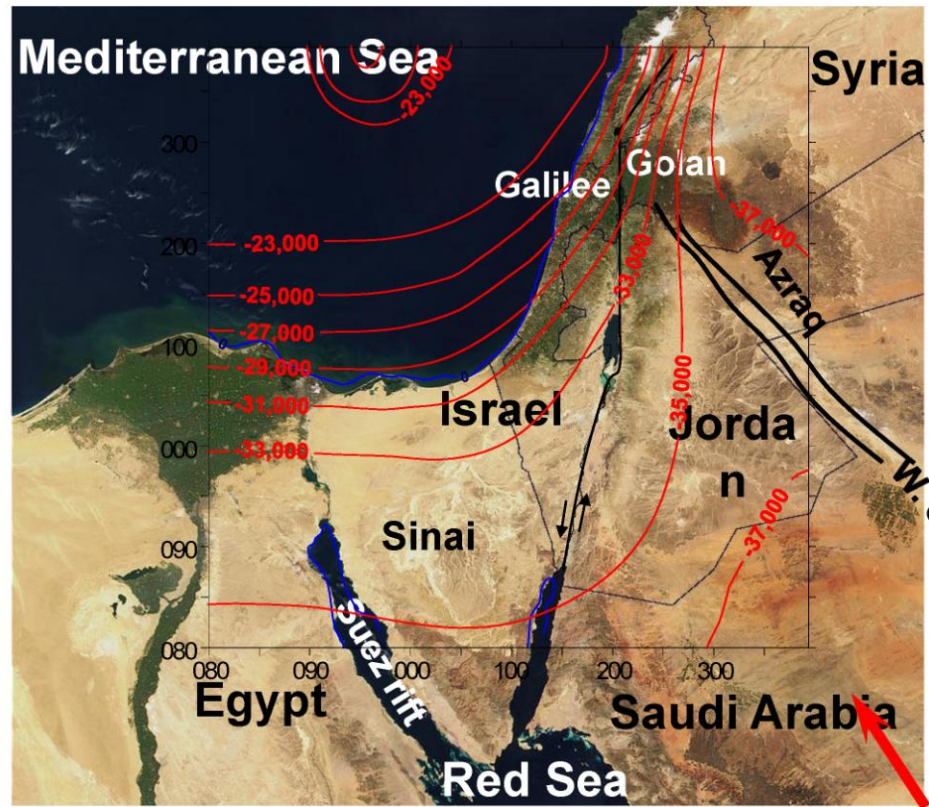 Mediterranean Sea
Syria
-23,000
300
Golan
Galilee
-37,000
200
-23,000
Azraq
-25,000
-33,000
-27,000
100
0
-29,000
0
-35,000
-31,000
Israel
Jorda
n
000
-33,000
W.
-37,000
Sinai
090
080
Suez rift
080
090
000
100
200
300
Egypt
Saudi Arabia
Red Sea